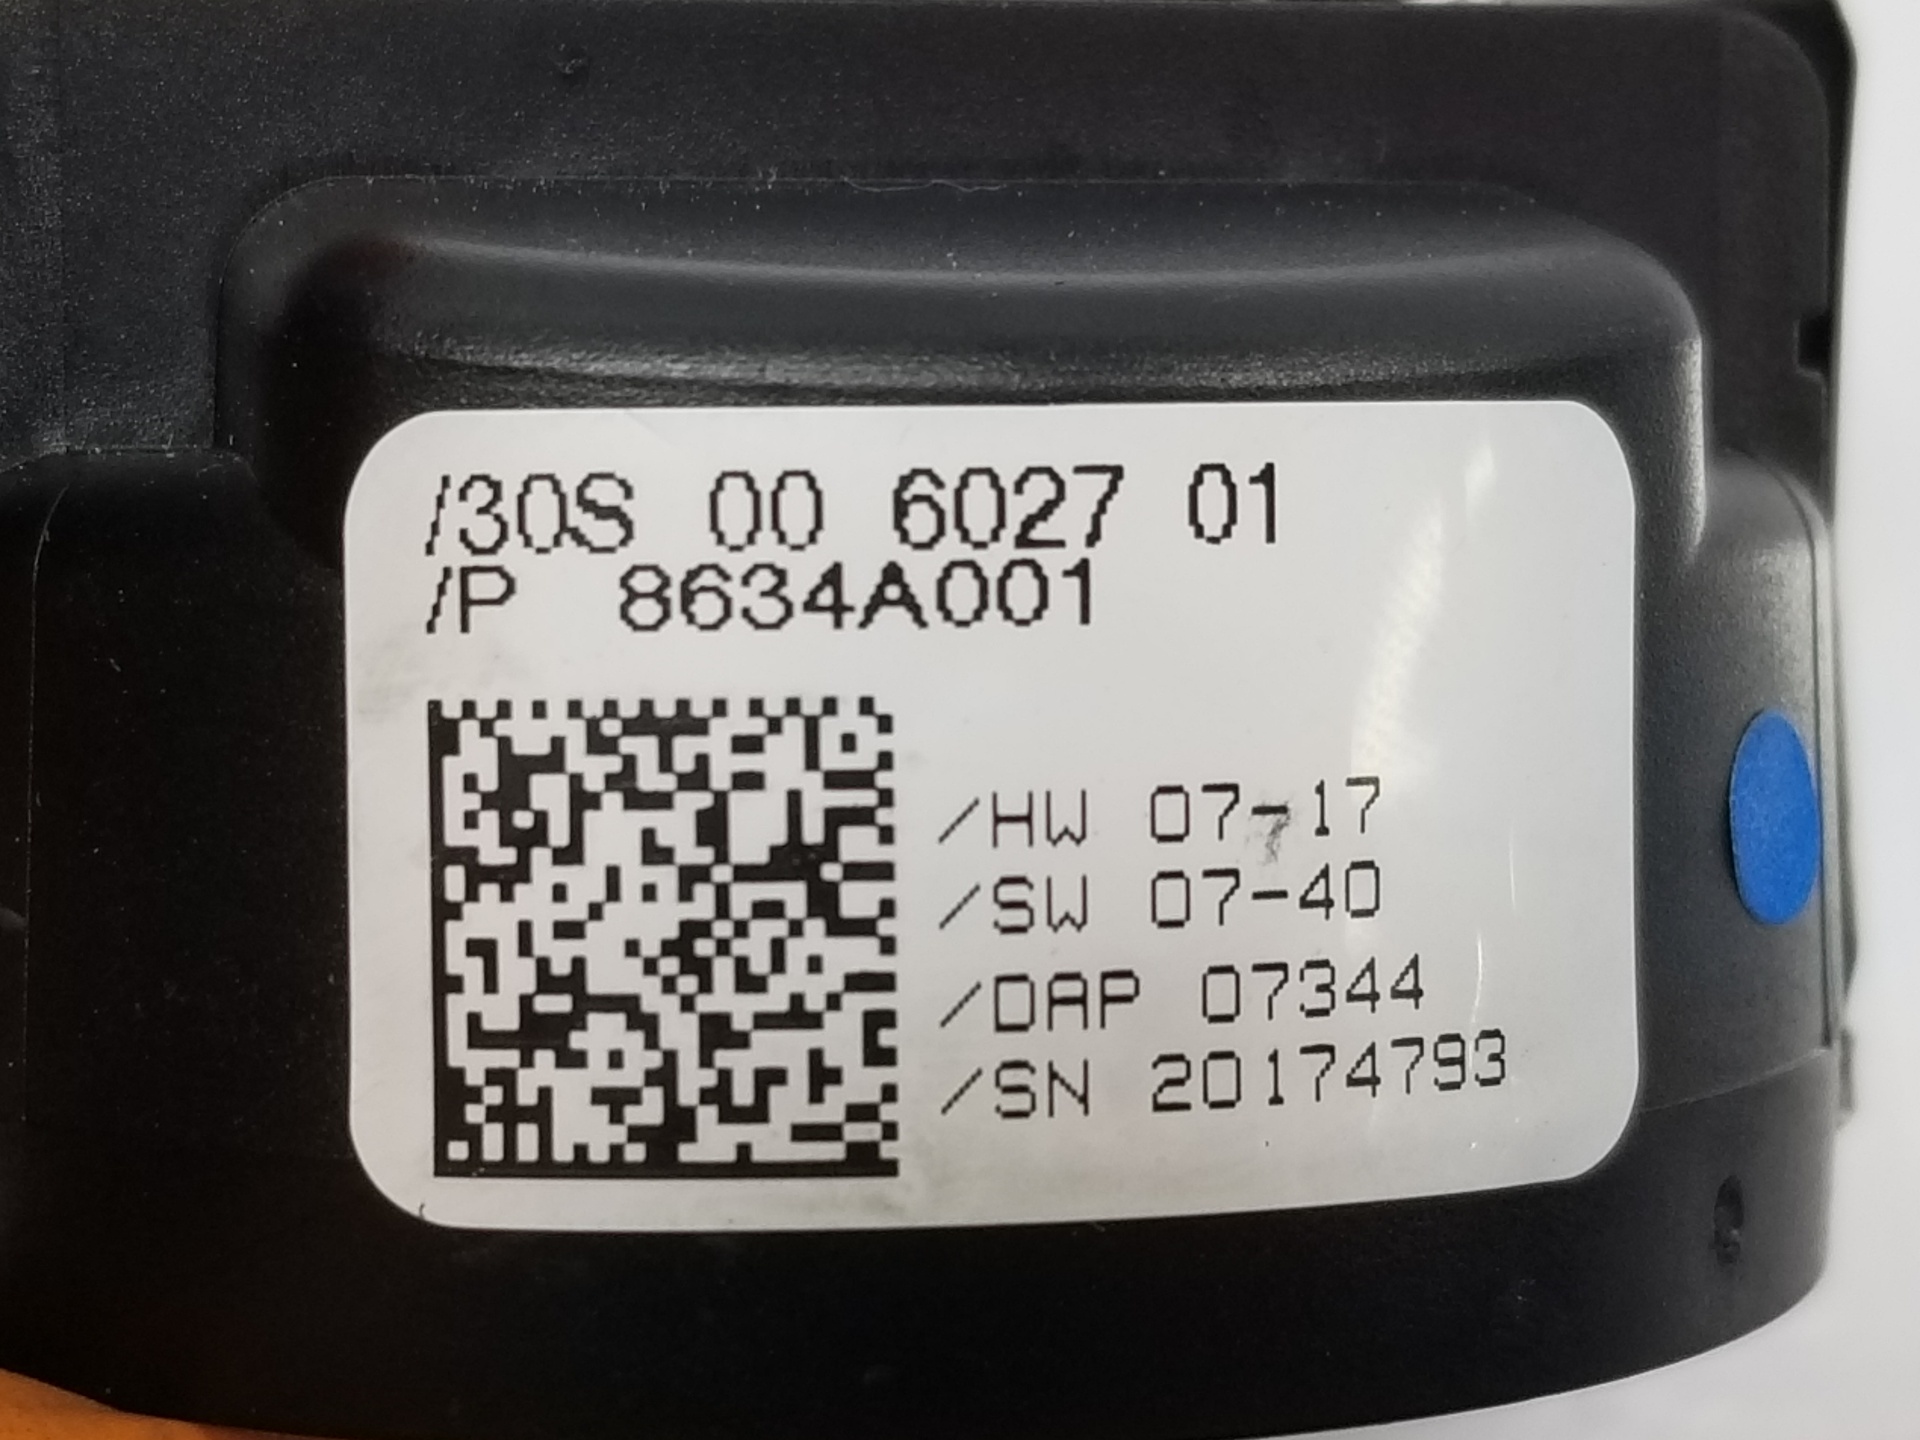 /30S 00 6027 01
/P 8634A001
/HW 07-17
/SW 07-40
/DAP 07344
/SN 20174793